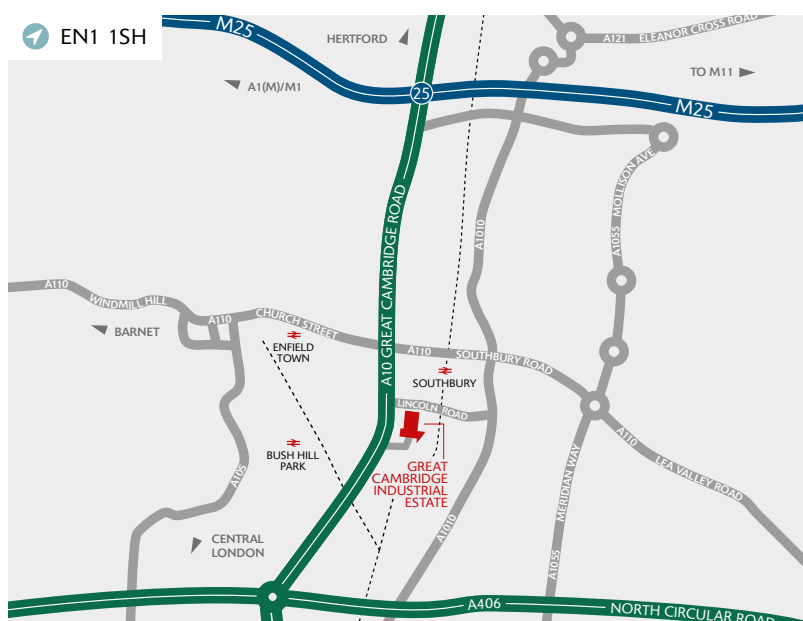 EN1 1SH
HERTFORD
A121
ELEANOR CROSS ROAD
M25
TO M11
A1(M)/M1
25
M25
MOLLISON AVE
A10 GREAT CAMBRIDGE ROAD
A1010
A1055
A110
WINDMILL HILL
A110
CHURCH STREET
BARNET
ENFIELD
TOWN
A110
SOUTHBURY ROAD
SOUTHBURY
LINCOLN ROAD
A110
BUSH HILL
PARK
GREAT
CAMBRIDGE
INDUSTRIAL
ESTATE
LEA VALLEY ROAD
A105
MERIDIAN WAY
CENTRAL
LONDON
A1010
A1055
A406
NORTH CIRCULAR ROAD